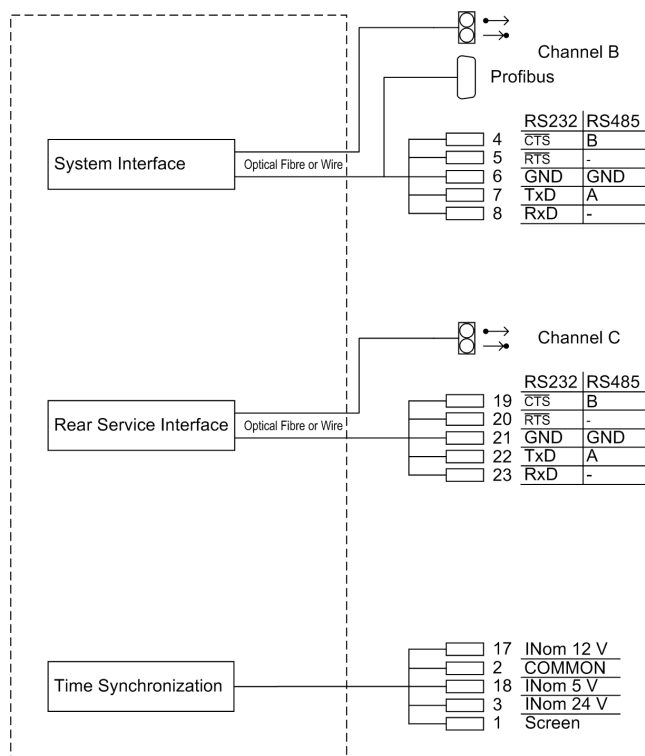 Channel B
Profibus
RS232 RS485
System Interface
Optical Fibre or Wire
4 CTS B
5 RTS -
6 GND GND
7 TxD A
8 RxD -
Channel C
RS232 RS485
Rear Service Interface
Optical Fibre or Wire
19 CTS B
20 RTS -
21 GND GND
22 TxD A
23 RxD -
Time Synchronization
17 INom 12 V
2 COMMON
18 INom 5 V
3 INom 24 V
1 Screen